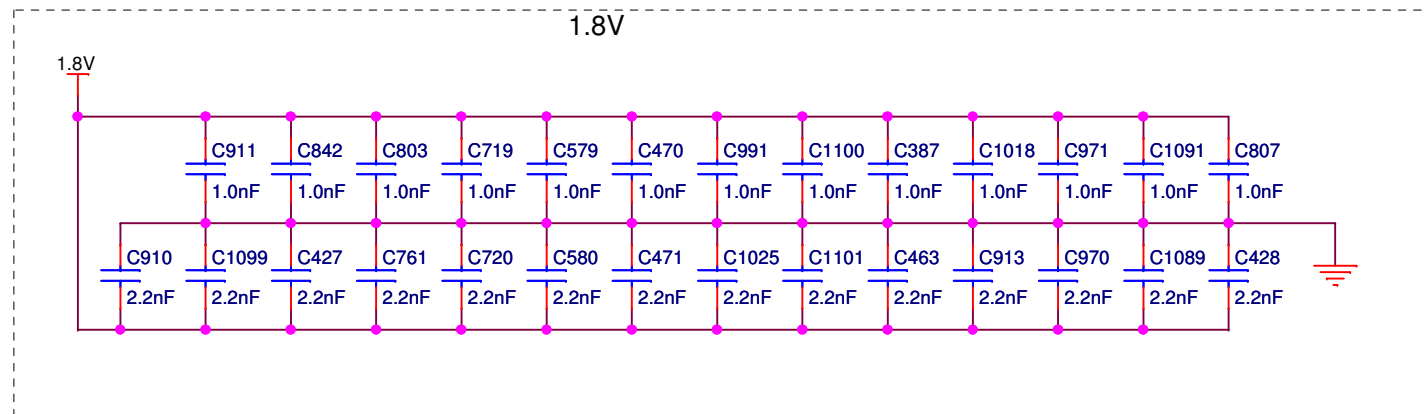 1.8V
1.8V
C911 C842 C803 C719 C579 C470 C991 C1100 C387 C1018 C971 C1091 C807
1.0nF 1.0nF 1.0nF 1.0nF 1.0nF 1.0nF 1.0nF 1.0nF 1.0nF 1.0nF 1.0nF 1.0nF 1.0nF
C910 C1099 C427 C761 C720 C580 C471 C1025 C1101 C463 C913 C970 C1089 C428
2.2nF 2.2nF 2.2nF 2.2nF 2.2nF 2.2nF 2.2nF 2.2nF 2.2nF 2.2nF 2.2nF 2.2nF 2.2nF 2.2nF